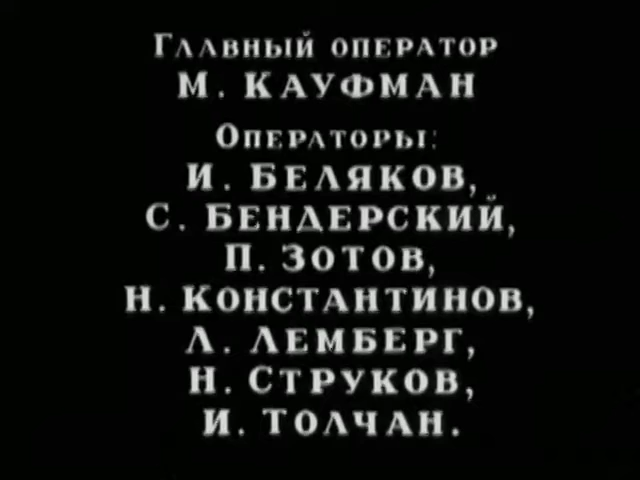 Главный оператор
М. Кауфман
Операторы:
И. Беляков,
С. Бендерский,
П. Зотов,
Н. Константинов,
Л. Лемберг,
Н. Струков,
И. Толчан.